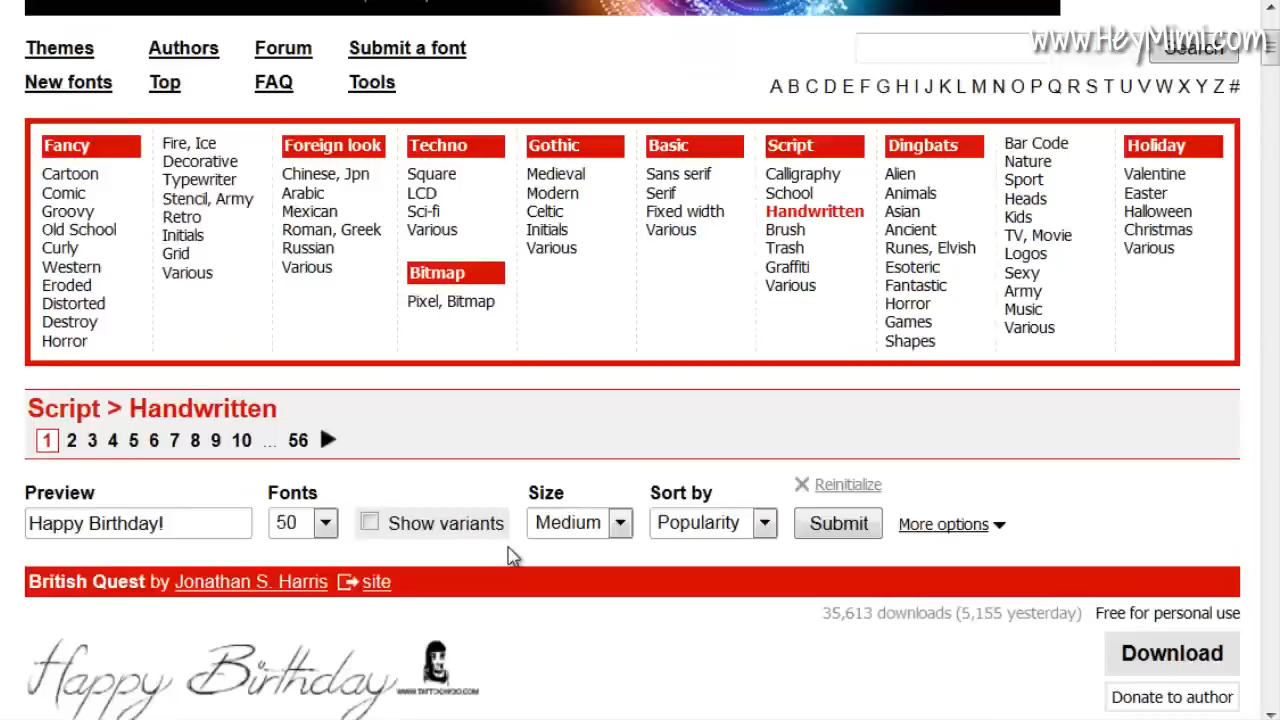 www.HeyMimi.com
Themes Authors Forum Submit a font
Search
New fonts Top FAQ Tools
A B C D E F G H I J K L M N O P Q R S T U V W X Y Z #
Fancy
Cartoon
Comic
Groovy
Old School
Curly
Western
Eroded
Distorted
Destroy
Horror
Fire, Ice
Decorative
Typewriter
Stencil, Army
Retro
Initials
Grid
Various
Foreign look
Chinese, Jpn
Arabic
Mexican
Roman, Greek
Russian
Various
Techno
Square
LCD
Sci-fi
Various
Bitmap
Pixel, Bitmap
Gothic
Medieval
Modern
Celtic
Initials
Various
Basic
Sans serif
Serif
Fixed width
Various
Script
Calligraphy
School
Handwritten
Brush
Trash
Graffiti
Various
Dingbats
Alien
Animals
Asian
Ancient
Runes, Elvish
Esoteric
Fantastic
Horror
Games
Shapes
Bar Code
Nature
Sport
Heads
Kids
TV, Movie
Logos
Sexy
Army
Music
Various
Holiday
Valentine
Easter
Halloween
Christmas
Various
Script > Handwritten
1 2 3 4 5 6 7 8 9 10 ... 56
Preview Fonts Size Sort by Reinitialize
Happy Birthday! 50 Show variants Medium Popularity Submit More options
British Quest by Jonathan S. Harris site
35,613 downloads (5,155 yesterday) Free for personal use
Happy Birthday
Download
Donate to author